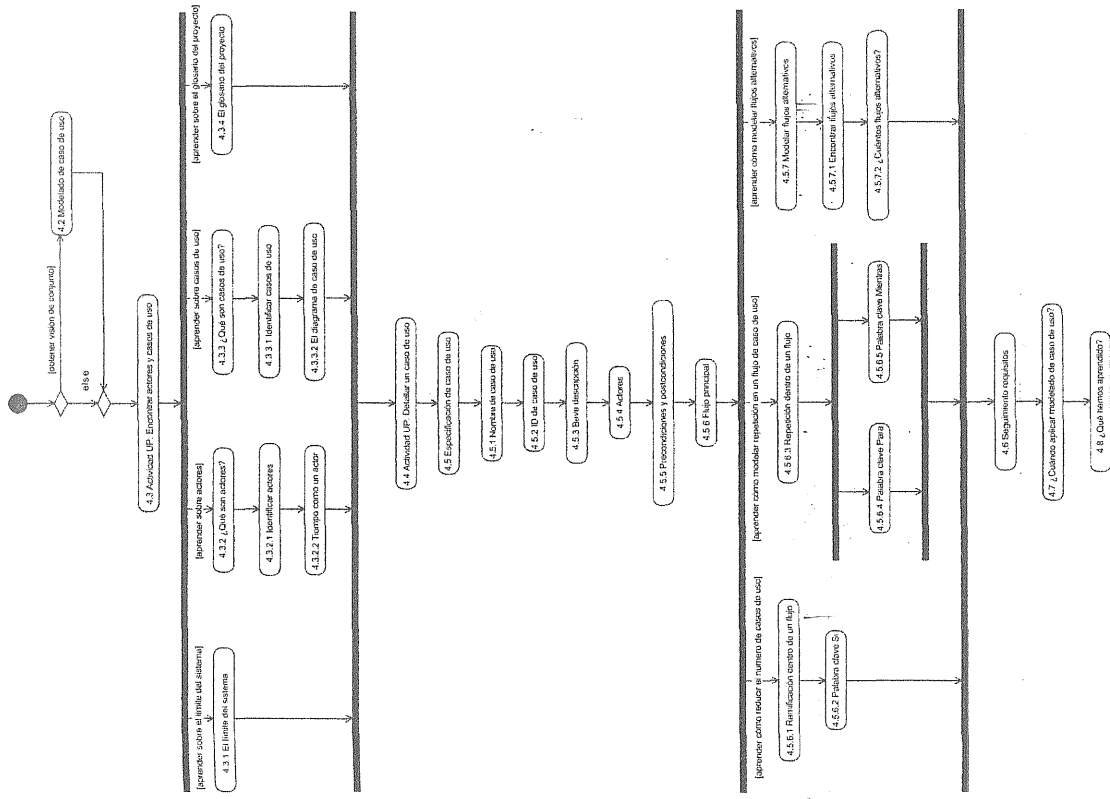 [obtener visión de conjunto]
4.2 Modelado de caso de uso
else
4.3 Actividad UP: Encontrar actores y casos de uso
[aprender sobre el límite del sistema]
4.3.1 El límite del sistema
[aprender sobre actores]
4.3.2 ¿Qué son actores?
4.3.2.1 Identificar actores
4.3.2.2 Tiempo como un actor
[aprender sobre casos de uso]
4.3.3 ¿Qué son casos de uso?
4.3.3.1 Identificar casos de uso
4.3.3.2 El diagrama de caso de uso
[aprender sobre el glosario del proyecto]
4.3.4 El glosario del proyecto
4.4 Actividad UP: Detallar un caso de uso
4.5 Especificación de caso de uso
4.5.1 Nombre de caso de uso
4.5.2 ID de caso de uso
4.5.3 Beve descripción
4.5.4 Actores
4.5.5 Precondiciones y postcondiciones
4.5.6 Flujo principal
[aprender cómo reducir el número de casos de uso]
4.5.6.1 Ramificación dentro de un flujo
4.5.6.2 Palabra clave Si
[aprender cómo modelar repetición en un flujo de caso de uso]
4.5.6.3 Repetición dentro de un flujo
4.5.6.4 Palabra clave Para
4.5.6.5 Palabra clave Mientras
[aprender cómo modelar flujos alternativos]
4.5.7 Modelar flujos alternativos
4.5.7.1 Encontrar flujos alternativos
4.5.7.2 ¿Cuántos flujos alternativos?
4.6 Seguimiento requisitos
4.7 ¿Cuándo aplicar modelado de caso de uso?
4.8 ¿Qué hemos aprendido?